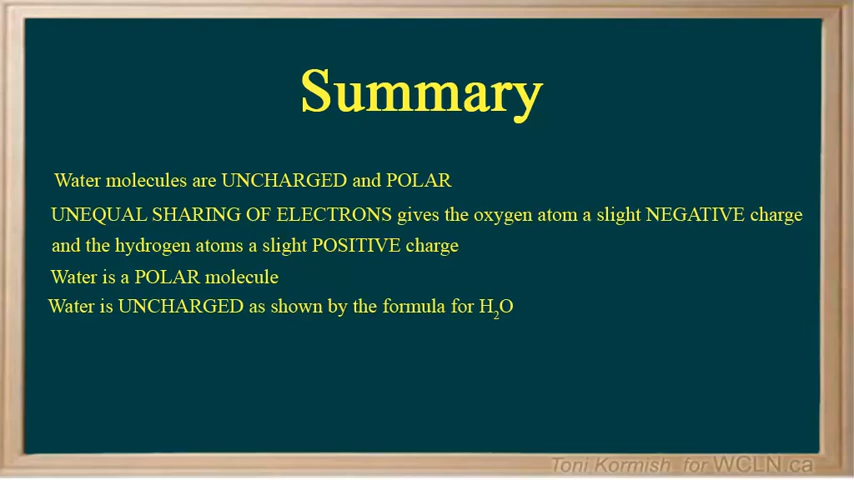 Summary
Water molecules are UNCHARGED and POLAR
UNEQUAL SHARING OF ELECTRONS gives the oxygen atom a slight NEGATIVE charge
and the hydrogen atoms a slight POSITIVE charge
Water is a POLAR molecule
Water is UNCHARGED as shown by the formula for H₂O
Toni Kormish for WCLN.ca